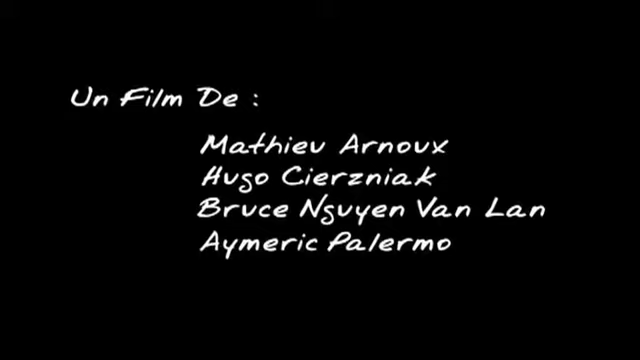 Un Film De :
Mathieu Arnoux
Hugo Cierzniak
Bruce Nguyen Van Lan
Aymeric Palermo